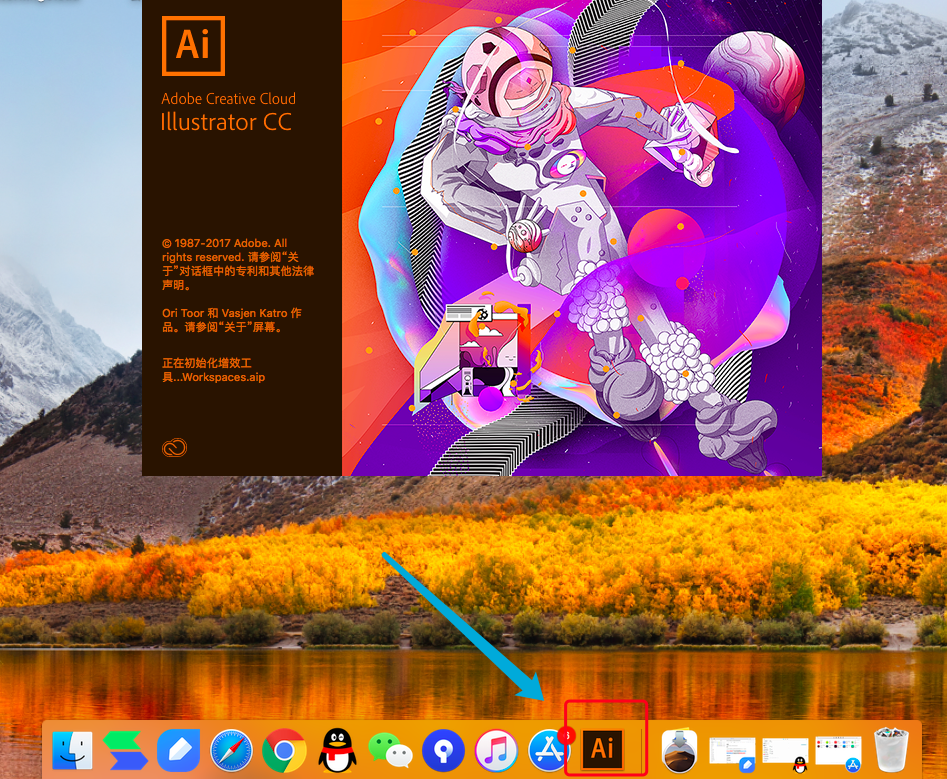 Ai
Adobe Creative Cloud
Illustrator CC
© 1987-2017 Adobe. All
rights reserved. 请参阅“关
于”对话框中的专利和其他法律
声明。
Ori Toor 和 Vasjen Katro 作
品。请参阅“关于”屏幕。
正在初始化增效工
具...Workspaces.aip
Ai